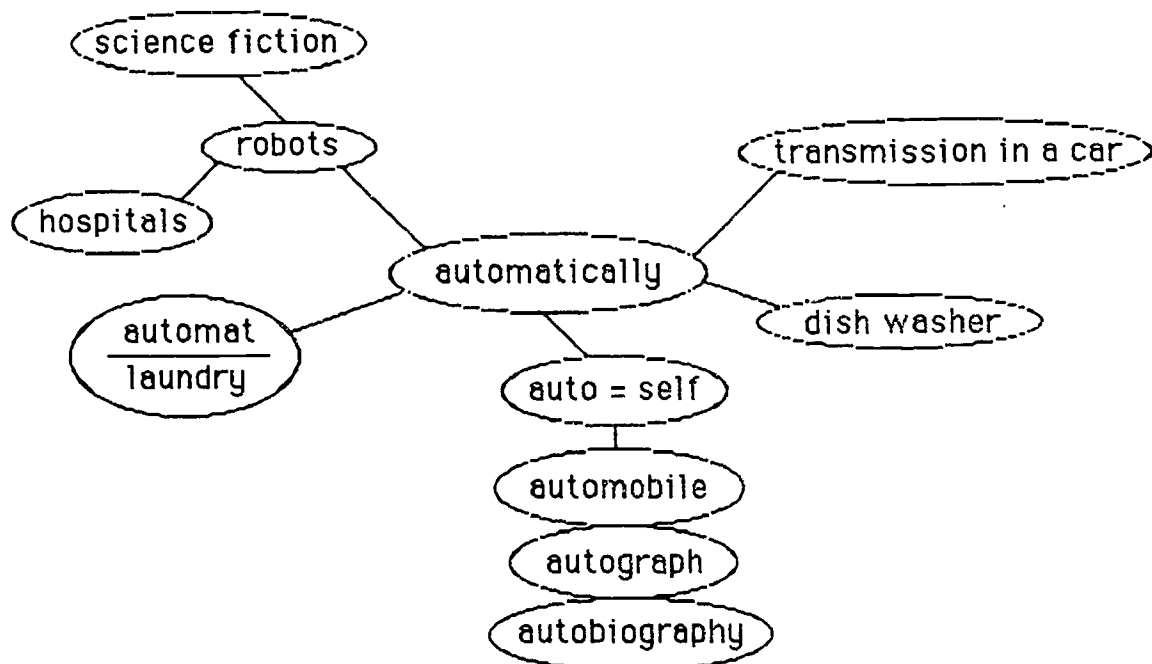 science fiction
robots
transmission in a car
hospitals
automatically
automat
laundry
dish washer
auto = self
automobile
autograph
autobiography